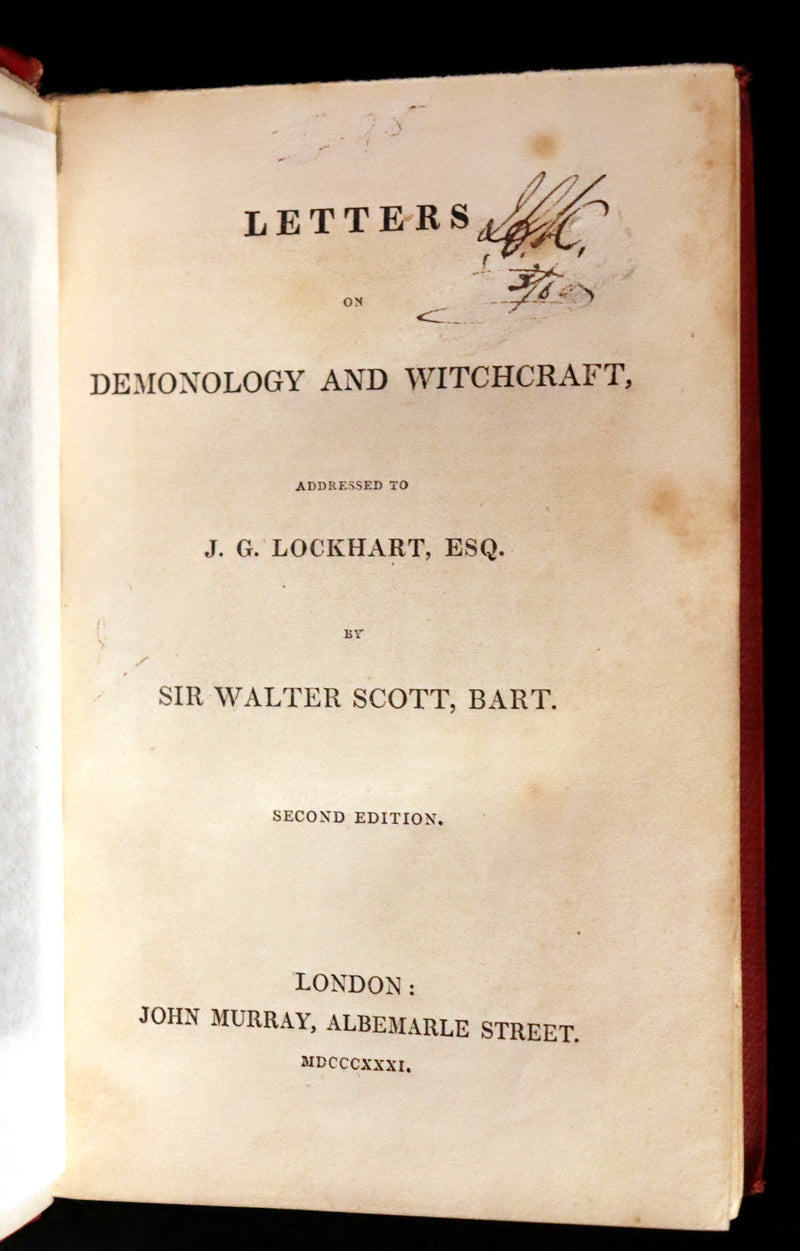 LETTERS
ON
DEMONOLOGY AND WITCHCRAFT,
ADDRESSED TO
J. G. LOCKHART, ESQ.
BY
SIR WALTER SCOTT, BART.
SECOND EDITION.
LONDON:
JOHN MURRAY, ALBEMARLE STREET.
MDCCCXXXI.